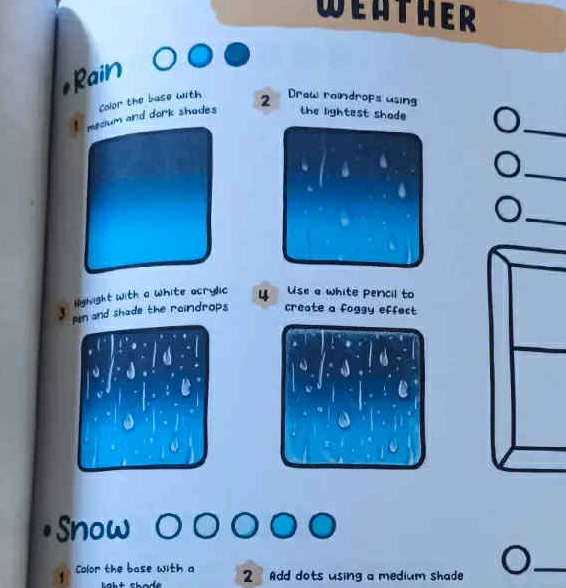 WEATHER
• Rain
1 Color the base with
medium and dark shades
2 Draw raindrops using
the lightest shade
3 Highlight with a white acrylic
pen and shade the raindrops
4 Use a white pencil to
create a foggy effect
• Snow
1 Color the base with a
light shade
2 Add dots using a medium shade